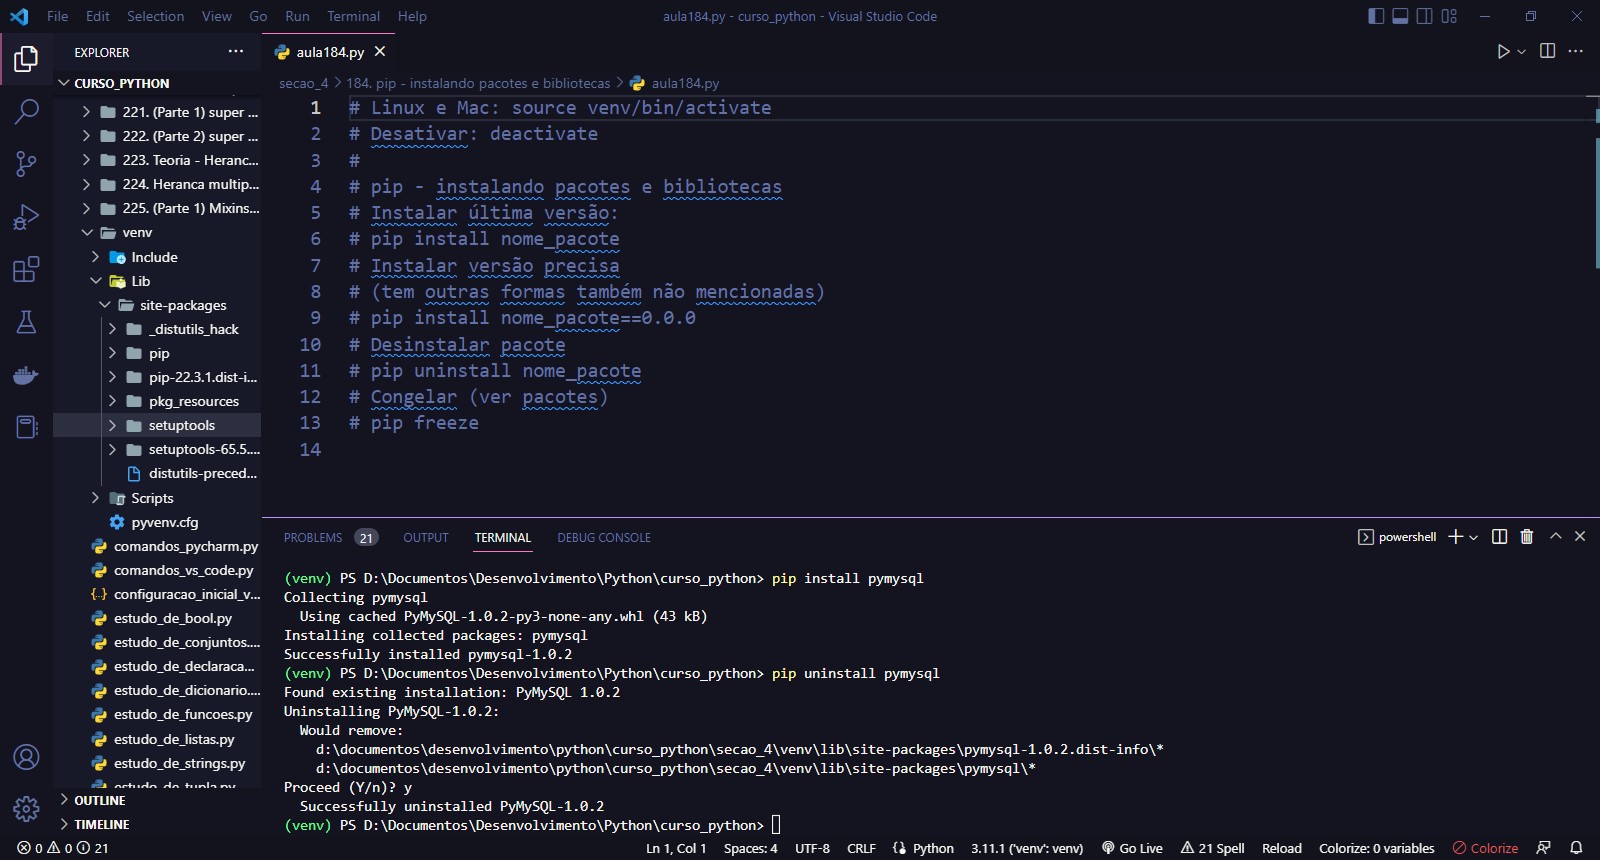 File Edit Selection View Go Run Terminal Help
aula184.py - curso_python - Visual Studio Code
EXPLORER
CURSO_PYTHON
221. (Parte 1) super ...
222. (Parte 2) super ...
223. Teoria - Heranc...
224. Heranca multip...
225. (Parte 1) Mixins...
venv
Include
Lib
site-packages
_distutils_hack
pip
pip-22.3.1.dist-i...
pkg_resources
setuptools
setuptools-65.5....
distutils-preced...
Scripts
pyvenv.cfg
comandos_pycharm.py
comandos_vs_code.py
configuracao_inicial_v...
estudo_de_bool.py
estudo_de_conjuntos....
estudo_de_declaraca...
estudo_de_dicionario....
estudo_de_funcoes.py
estudo_de_listas.py
estudo_de_strings.py
estudo_de_tupla.py
OUTLINE
TIMELINE
aula184.py
secao_4 > 184. pip - instalando pacotes e bibliotecas > aula184.py
1 # Linux e Mac: source venv/bin/activate
2 # Desativar: deactivate
3 #
4 # pip - instalando pacotes e bibliotecas
5 # Instalar última versão:
6 # pip install nome_pacote
7 # Instalar versão precisa
8 # (tem outras formas também não mencionadas)
9 # pip install nome_pacote==0.0.0
10 # Desinstalar pacote
11 # pip uninstall nome_pacote
12 # Congelar (ver pacotes)
13 # pip freeze
14
PROBLEMS 21 OUTPUT TERMINAL DEBUG CONSOLE
powershell
(venv) PS D:\Documentos\Desenvolvimento\Python\curso_python> pip install pymysql
Collecting pymysql
Using cached PyMySQL-1.0.2-py3-none-any.whl (43 kB)
Installing collected packages: pymysql
Successfully installed pymysql-1.0.2
(venv) PS D:\Documentos\Desenvolvimento\Python\curso_python> pip uninstall pymysql
Found existing installation: PyMySQL 1.0.2
Uninstalling PyMySQL-1.0.2:
Would remove:
d:\documentos\desenvolvimento\python\curso_python\secao_4\venv\lib\site-packages\pymysql-1.0.2.dist-info\*
d:\documentos\desenvolvimento\python\curso_python\secao_4\venv\lib\site-packages\pymysql\*
Proceed (Y/n)? y
Successfully uninstalled PyMySQL-1.0.2
(venv) PS D:\Documentos\Desenvolvimento\Python\curso_python>
0 0 21
Ln 1, Col 1 Spaces: 4 UTF-8 CRLF Python 3.11.1 ('venv': venv) Go Live 21 Spell Reload Colorize: 0 variables Colorize